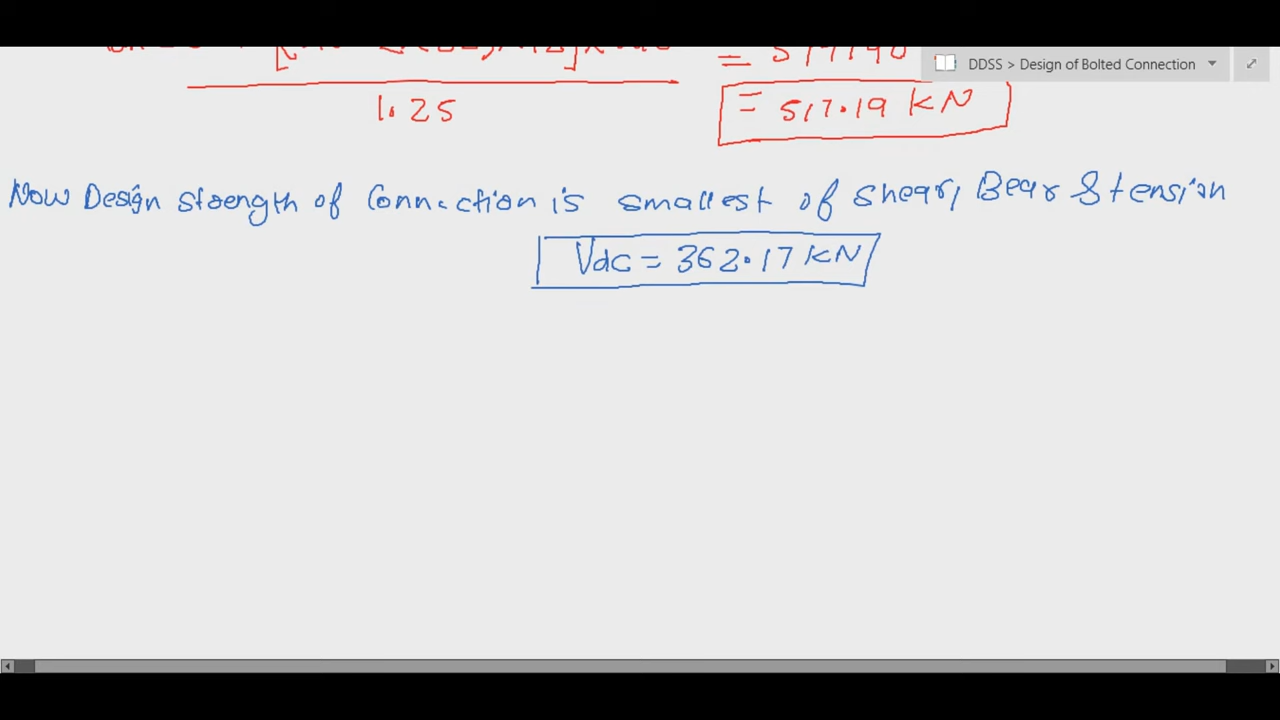 = 517190
DDSS > Design of Bolted Connection
1.25
= 517.19 KN
Now Design Strength of Connection is smallest of shear, Bear & tension
Vdc = 362.17 KN